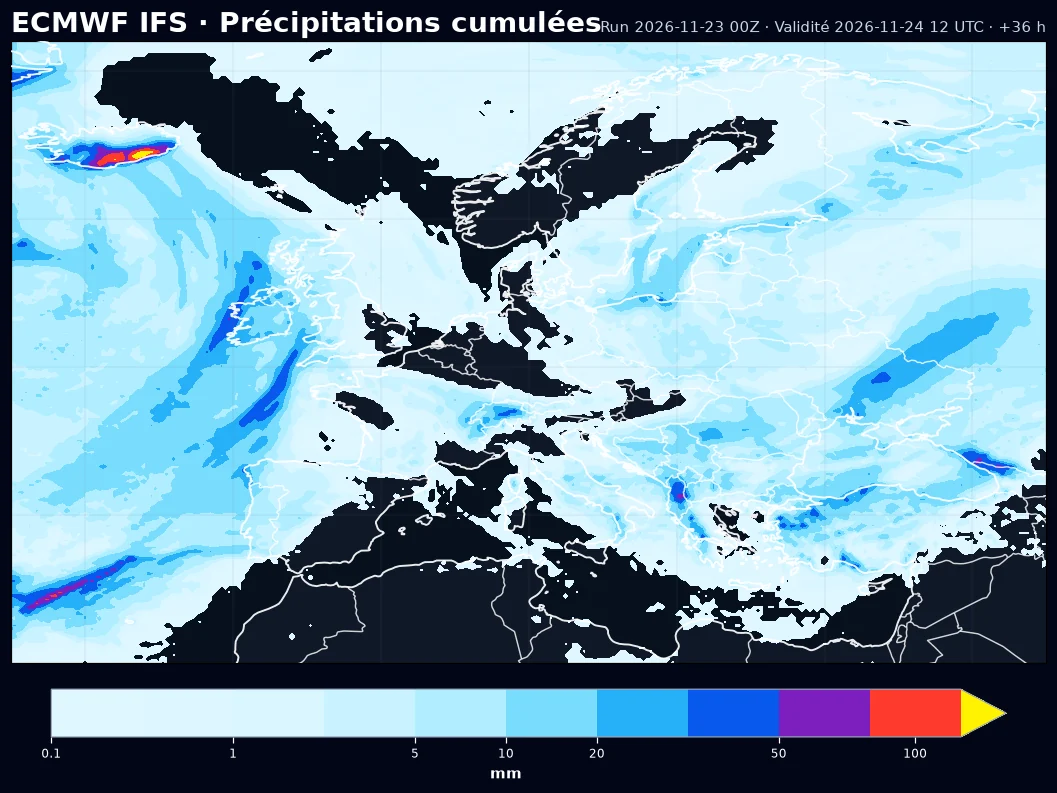 ECMWF IFS · Précipitations cumulées
Run 2026-11-23 00Z · Validité 2026-11-24 12 UTC · +36 h
0.1 1 5 10 20 50 100
mm